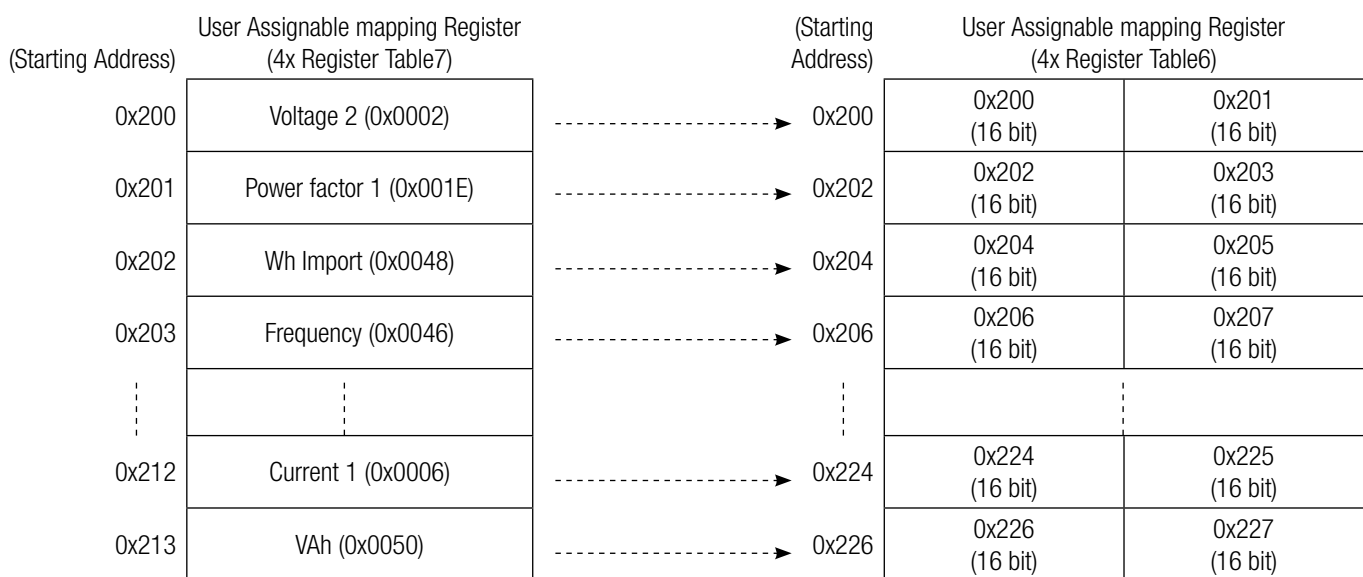 (Starting Address)
User Assignable mapping Register
(4x Register Table7)
(Starting
Address)
User Assignable mapping Register
(4x Register Table6)
0x200
Voltage 2 (0x0002)
0x200
0x200
(16 bit)
0x201
(16 bit)
0x201
Power factor 1 (0x001E)
0x202
0x202
(16 bit)
0x203
(16 bit)
0x202
Wh Import (0x0048)
0x204
0x204
(16 bit)
0x205
(16 bit)
0x203
Frequency (0x0046)
0x206
0x206
(16 bit)
0x207
(16 bit)
0x212
Current 1 (0x0006)
0x224
0x224
(16 bit)
0x225
(16 bit)
0x213
VAh (0x0050)
0x226
0x226
(16 bit)
0x227
(16 bit)